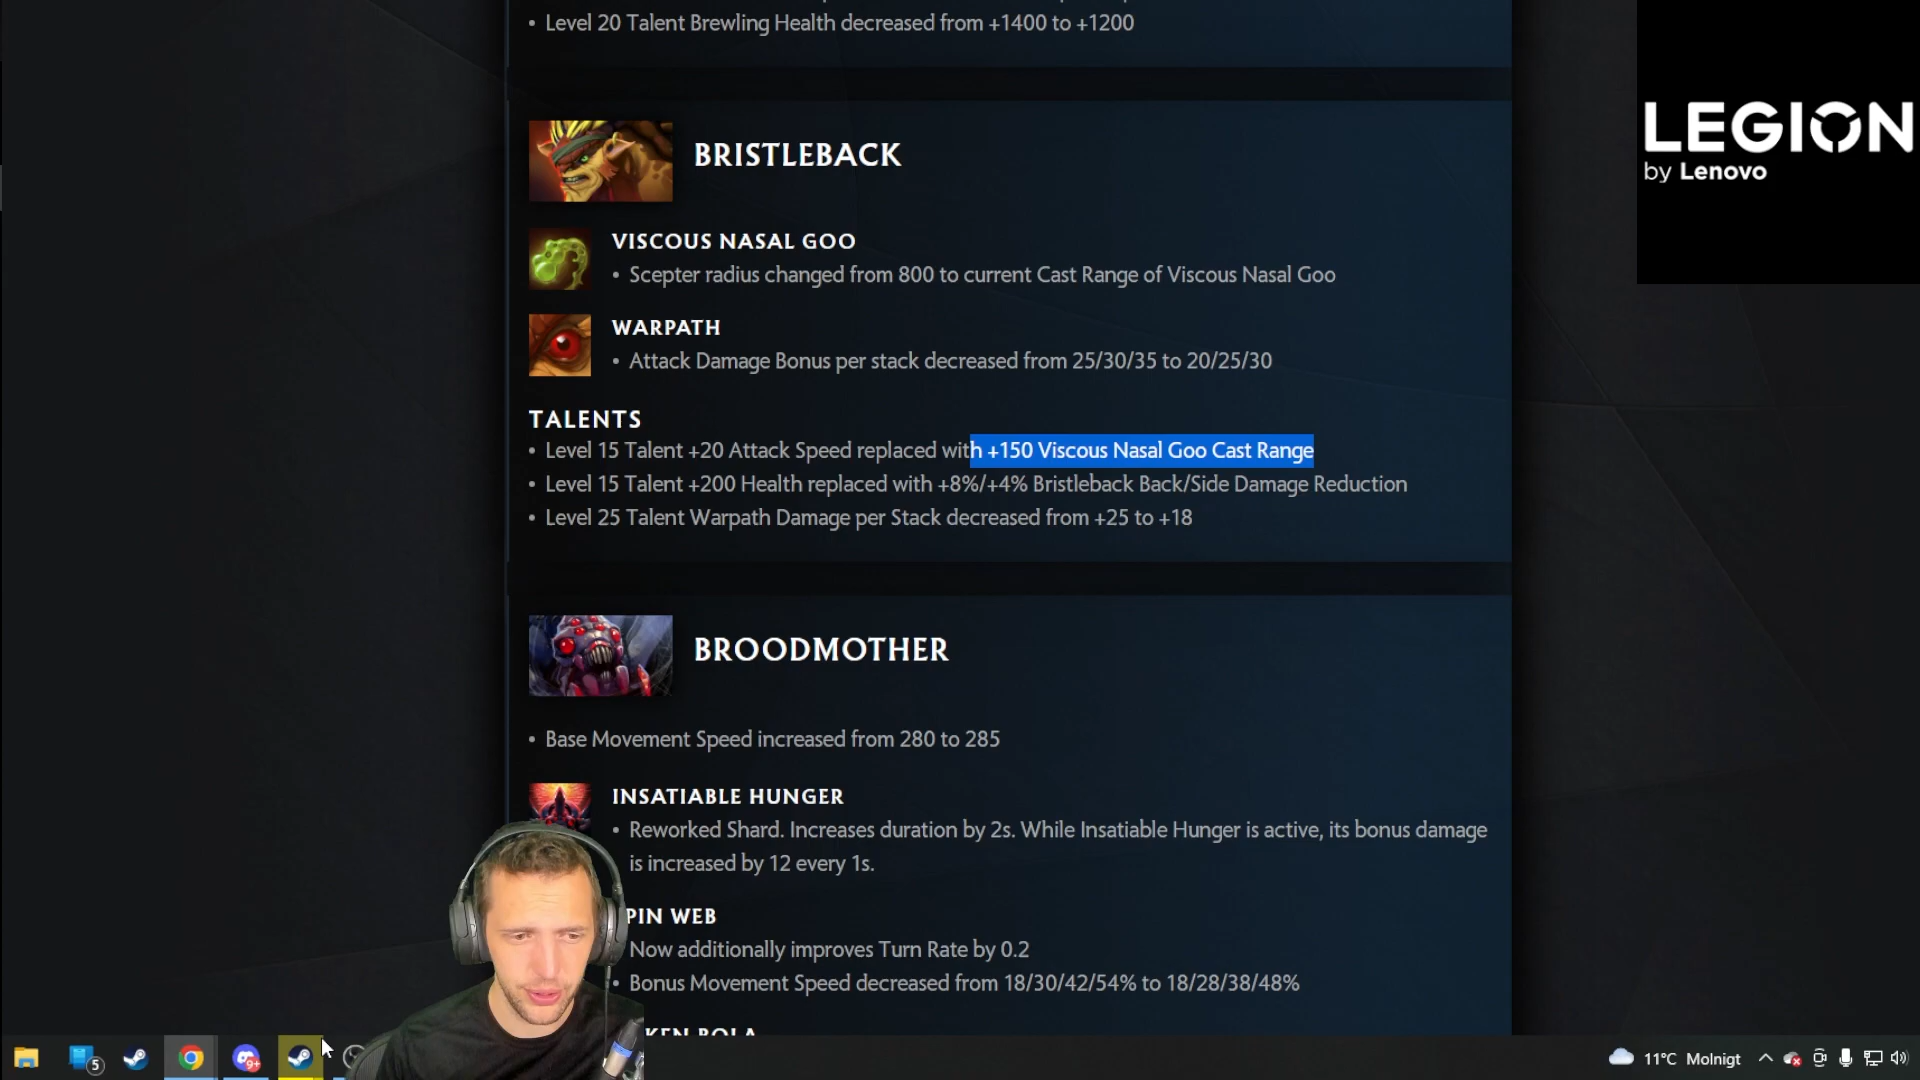 • Level 20 Talent Brewling Health decreased from +1400 to +1200
LEGION
by Lenovo
BRISTLEBACK
VISCOUS NASAL GOO
• Scepter radius changed from 800 to current Cast Range of Viscous Nasal Goo
WARPATH
• Attack Damage Bonus per stack decreased from 25/30/35 to 20/25/30
TALENTS
• Level 15 Talent +20 Attack Speed replaced with +150 Viscous Nasal Goo Cast Range
• Level 15 Talent +200 Health replaced with +8%/+4% Bristleback Back/Side Damage Reduction
• Level 25 Talent Warpath Damage per Stack decreased from +25 to +18
BROODMOTHER
• Base Movement Speed increased from 280 to 285
INSATIABLE HUNGER
• Reworked Shard. Increases duration by 2s. While Insatiable Hunger is active, its bonus damage
is increased by 12 every 1s.
PIN WEB
Now additionally improves Turn Rate by 0.2
• Bonus Movement Speed decreased from 18/30/42/54% to 18/28/38/48%
KEN BOLA
5
9+
11°C Molnigt